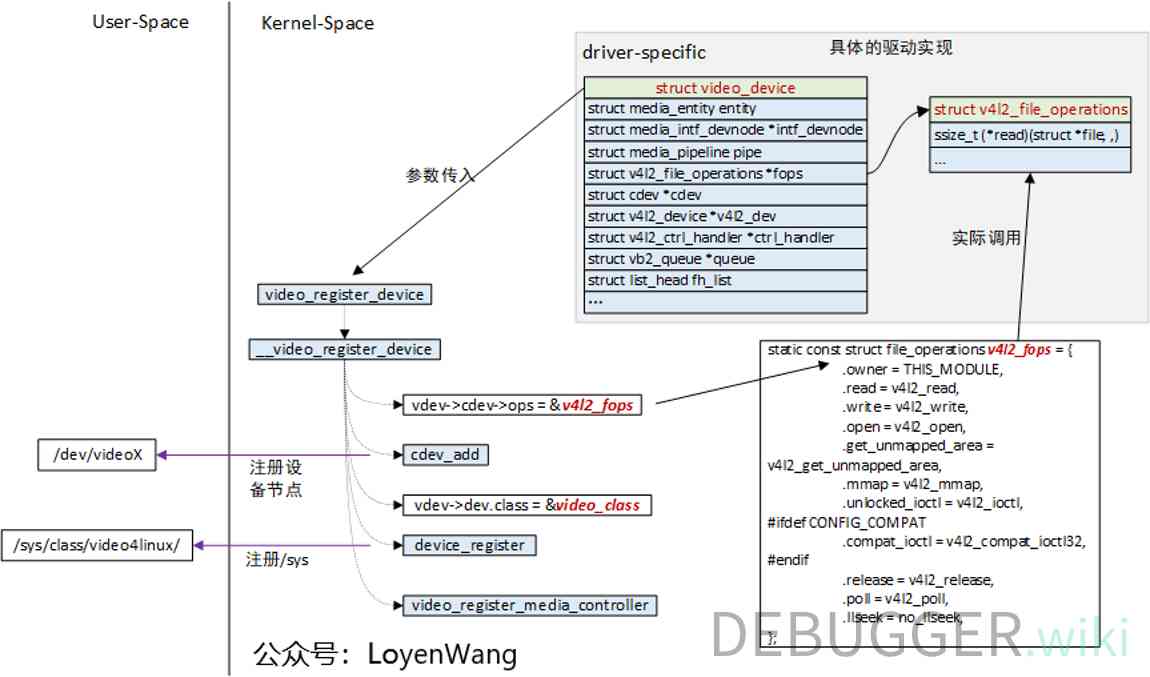 User-Space
Kernel-Space
driver-specific
具体的驱动实现
struct video_device
struct media_entity entity
struct media_intf_devnode *intf_devnode
struct media_pipeline pipe
struct v4l2_file_operations *fops
struct cdev *cdev
struct v4l2_device *v4l2_dev
struct v4l2_ctrl_handler *ctrl_handler
struct vb2_queue *queue
struct list_head fh_list
...
struct v4l2_file_operations
ssize_t (*read)(struct *file, ,)
...
参数传入
实际调用
video_register_device
__video_register_device
vdev->cdev->ops = &v4l2_fops
cdev_add
/dev/videoX
注册设
备节点
vdev->dev.class = &video_class
device_register
/sys/class/video4linux/
注册/sys
video_register_media_controller
static const struct file_operations v4l2_fops = {
.owner = THIS_MODULE,
.read = v4l2_read,
.write = v4l2_write,
.open = v4l2_open,
.get_unmapped_area =
v4l2_get_unmapped_area,
.mmap = v4l2_mmap,
.unlocked_ioctl = v4l2_ioctl,
#ifdef CONFIG_COMPAT
.compat_ioctl = v4l2_compat_ioctl32,
#endif
.release = v4l2_release,
.poll = v4l2_poll,
.llseek = no_llseek,
};
公众号：LoyenWang
DEBUGGER.wiki